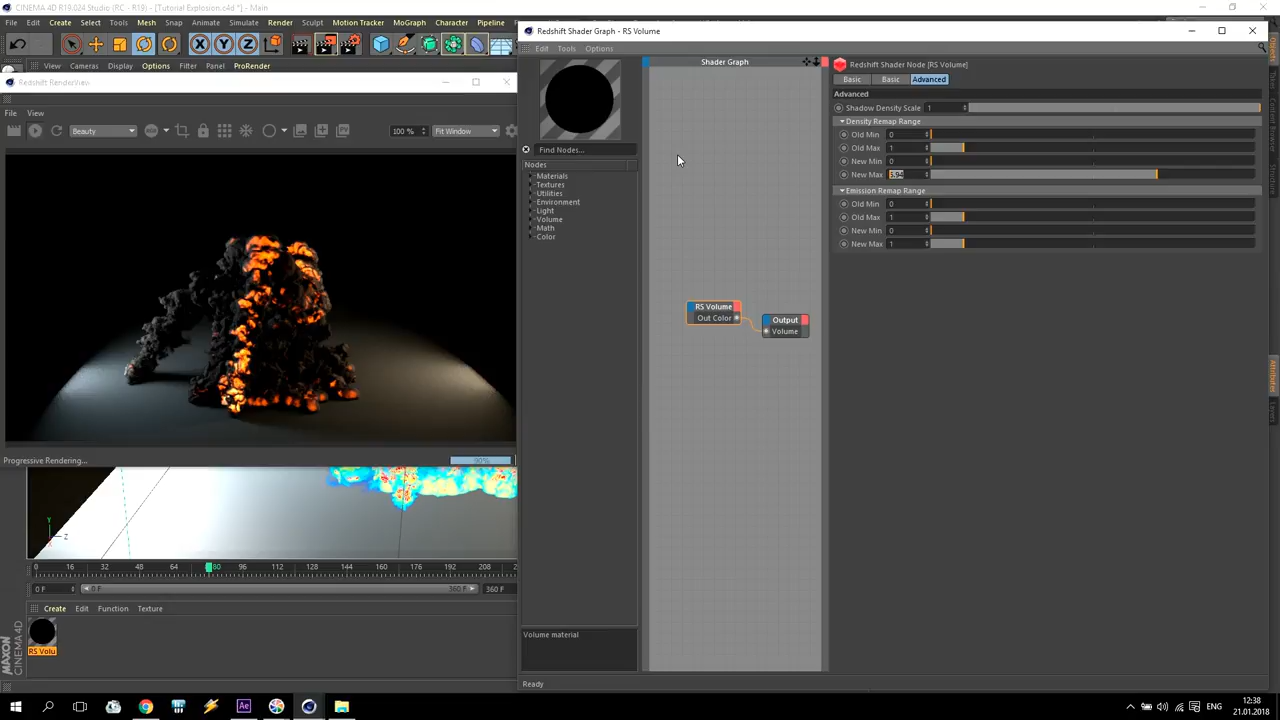 CINEMA 4D R19.024 Studio (RC - R19) - [Tutorial Explosion.c4d *] - Main
File Create Select Tools Mesh Snap Animate Simulate Render Sculpt Motion Tracker MoGraph Character Pipeline
View Cameras Display Options Filter Panel ProRender
Redshift RenderView
File View
Beauty
100 %
Fit Window
Progressive Rendering...
Y
Z
0 16 32 48 64 80 96 112 128 144 160 176 192 208
0 F
0 F
360 F
360 F
Create Edit Function Texture
RS Volu
MAXON
CINEMA 4D
Redshift Shader Graph - RS Volume
Edit Tools Options
Find Nodes...
Nodes
Materials
Textures
Utilities
Environment
Light
Volume
Math
Color
Volume material
Ready
Shader Graph
RS Volume
Out Color
Output
Volume
Redshift Shader Node [RS Volume]
Basic Basic Advanced
Advanced
Shadow Density Scale 1
Density Remap Range
Old Min 0
Old Max 1
New Min 0
New Max
Emission Remap Range
Old Min 0
Old Max 1
New Min 0
New Max 1
Attributes
Ae
ENG
12:38
21.01.2018